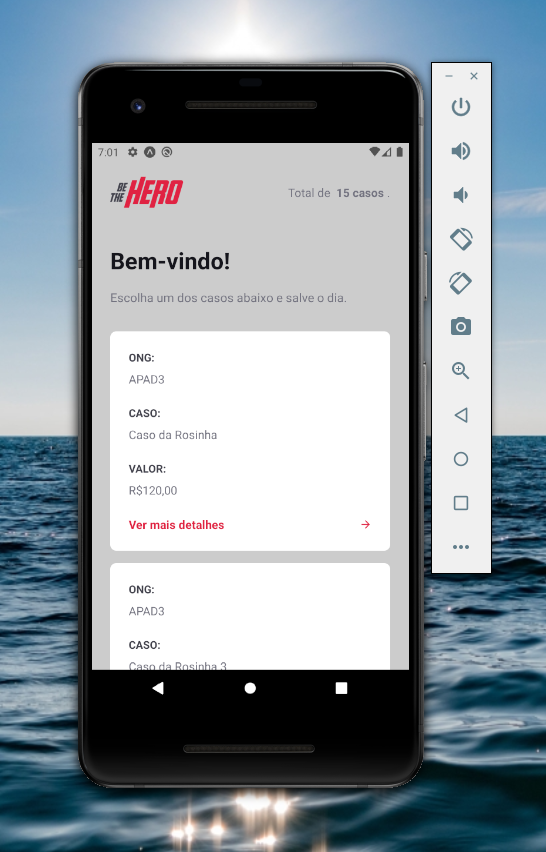 7:01
BE THE HERO
Total de 15 casos .
Bem-vindo!
Escolha um dos casos abaixo e salve o dia.
ONG:
APAD3
CASO:
Caso da Rosinha
VALOR:
R$120,00
Ver mais detalhes →
ONG:
APAD3
CASO:
Caso da Rosinha 3